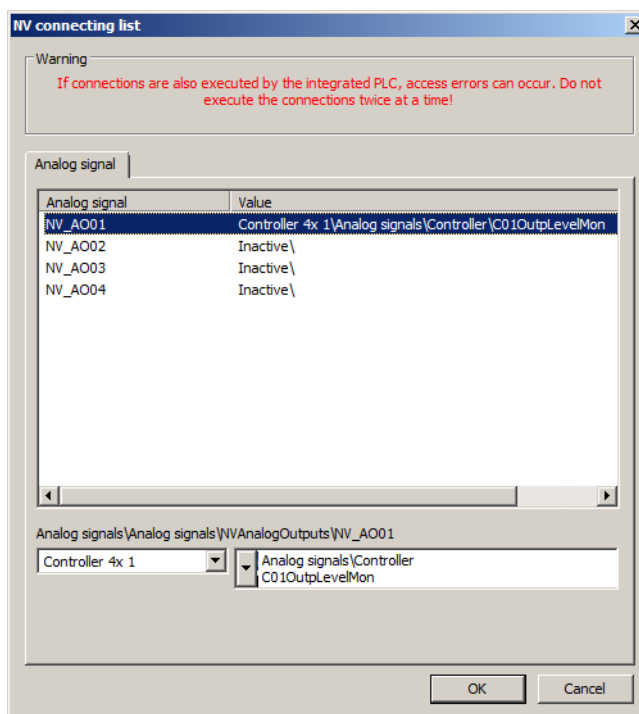 NV connecting list
Warning
If connections are also executed by the integrated PLC, access errors can occur. Do not
execute the connections twice at a time!
Analog signal
Analog signal Value
NV_AO01 Controller 4x 1\Analog signals\Controller\C01OutpLevelMon
NV_AO02 Inactive\
NV_AO03 Inactive\
NV_AO04 Inactive\
Analog signals\Analog signals\NVAnalogOutputs\NV_AO01
Controller 4x 1 Analog signals\Controller
C01OutpLevelMon
OK Cancel